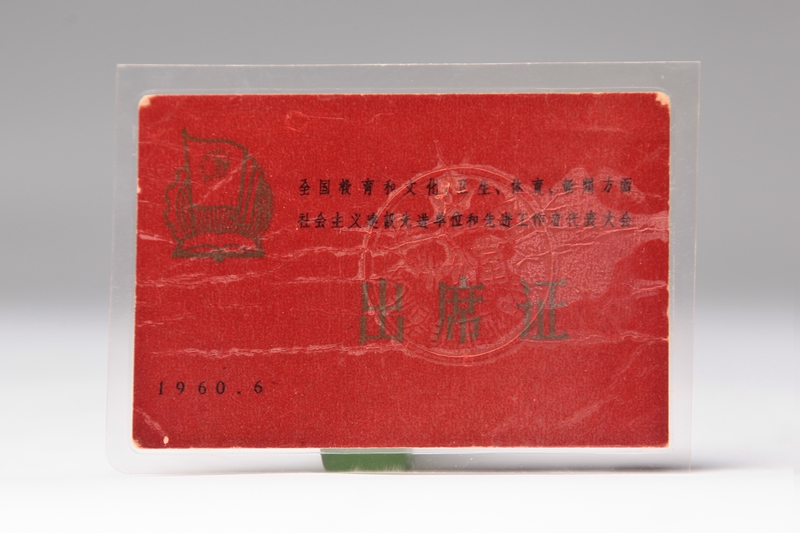 全国教育和文化、卫生、体育、新闻方面
社会主义建设先进单位和先进工作者代表大会
出席证
1960.6